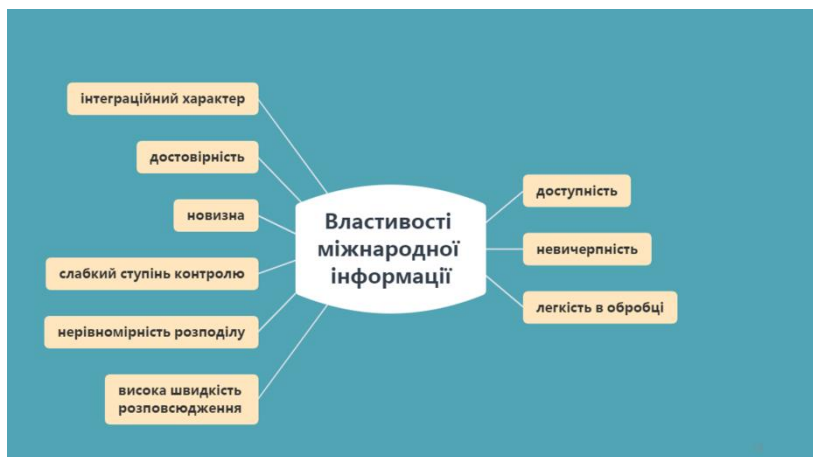 інтеграційний характер
достовірність
новизна
слабкий ступінь контролю
нерівномірність розподілу
висока швидкість
розповсюдження
Властивості
міжнародної
інформації
доступність
невичерпність
легкість в обробці